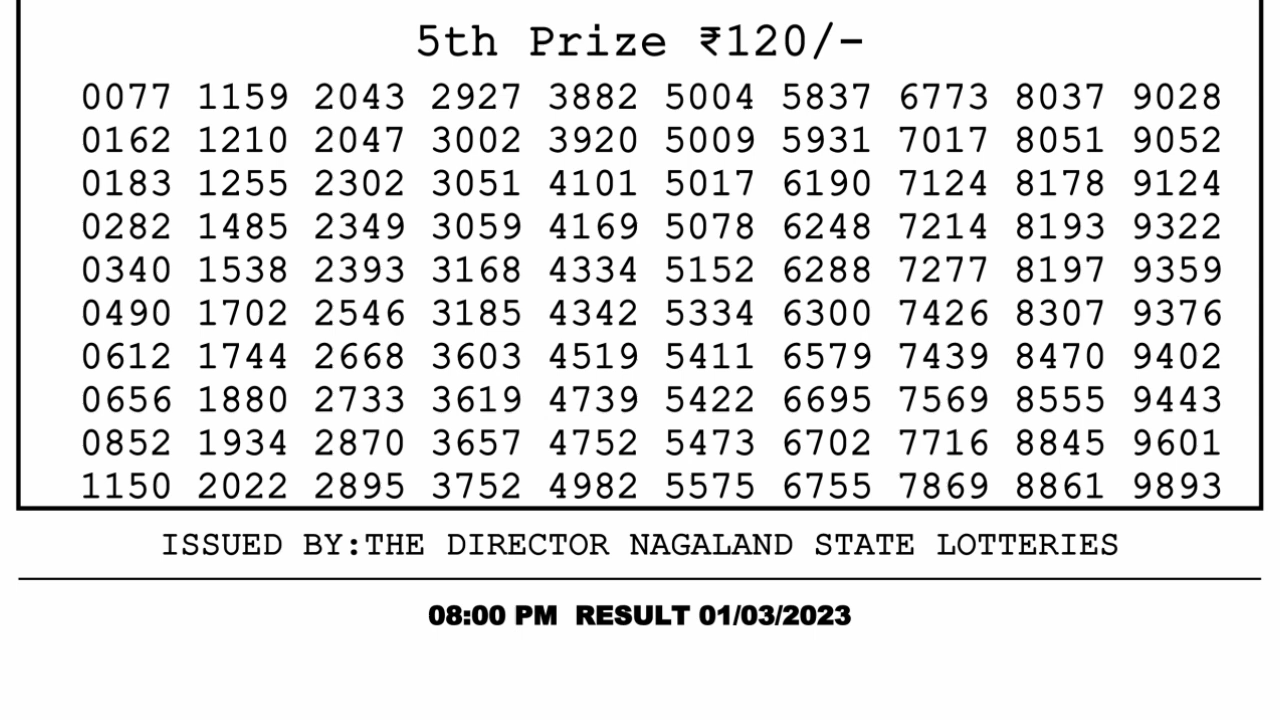 5th Prize ₹120/-
0077 1159 2043 2927 3882 5004 5837 6773 8037 9028
0162 1210 2047 3002 3920 5009 5931 7017 8051 9052
0183 1255 2302 3051 4101 5017 6190 7124 8178 9124
0282 1485 2349 3059 4169 5078 6248 7214 8193 9322
0340 1538 2393 3168 4334 5152 6288 7277 8197 9359
0490 1702 2546 3185 4342 5334 6300 7426 8307 9376
0612 1744 2668 3603 4519 5411 6579 7439 8470 9402
0656 1880 2733 3619 4739 5422 6695 7569 8555 9443
0852 1934 2870 3657 4752 5473 6702 7716 8845 9601
1150 2022 2895 3752 4982 5575 6755 7869 8861 9893
ISSUED BY:THE DIRECTOR NAGALAND STATE LOTTERIES
08:00 PM RESULT 01/03/2023